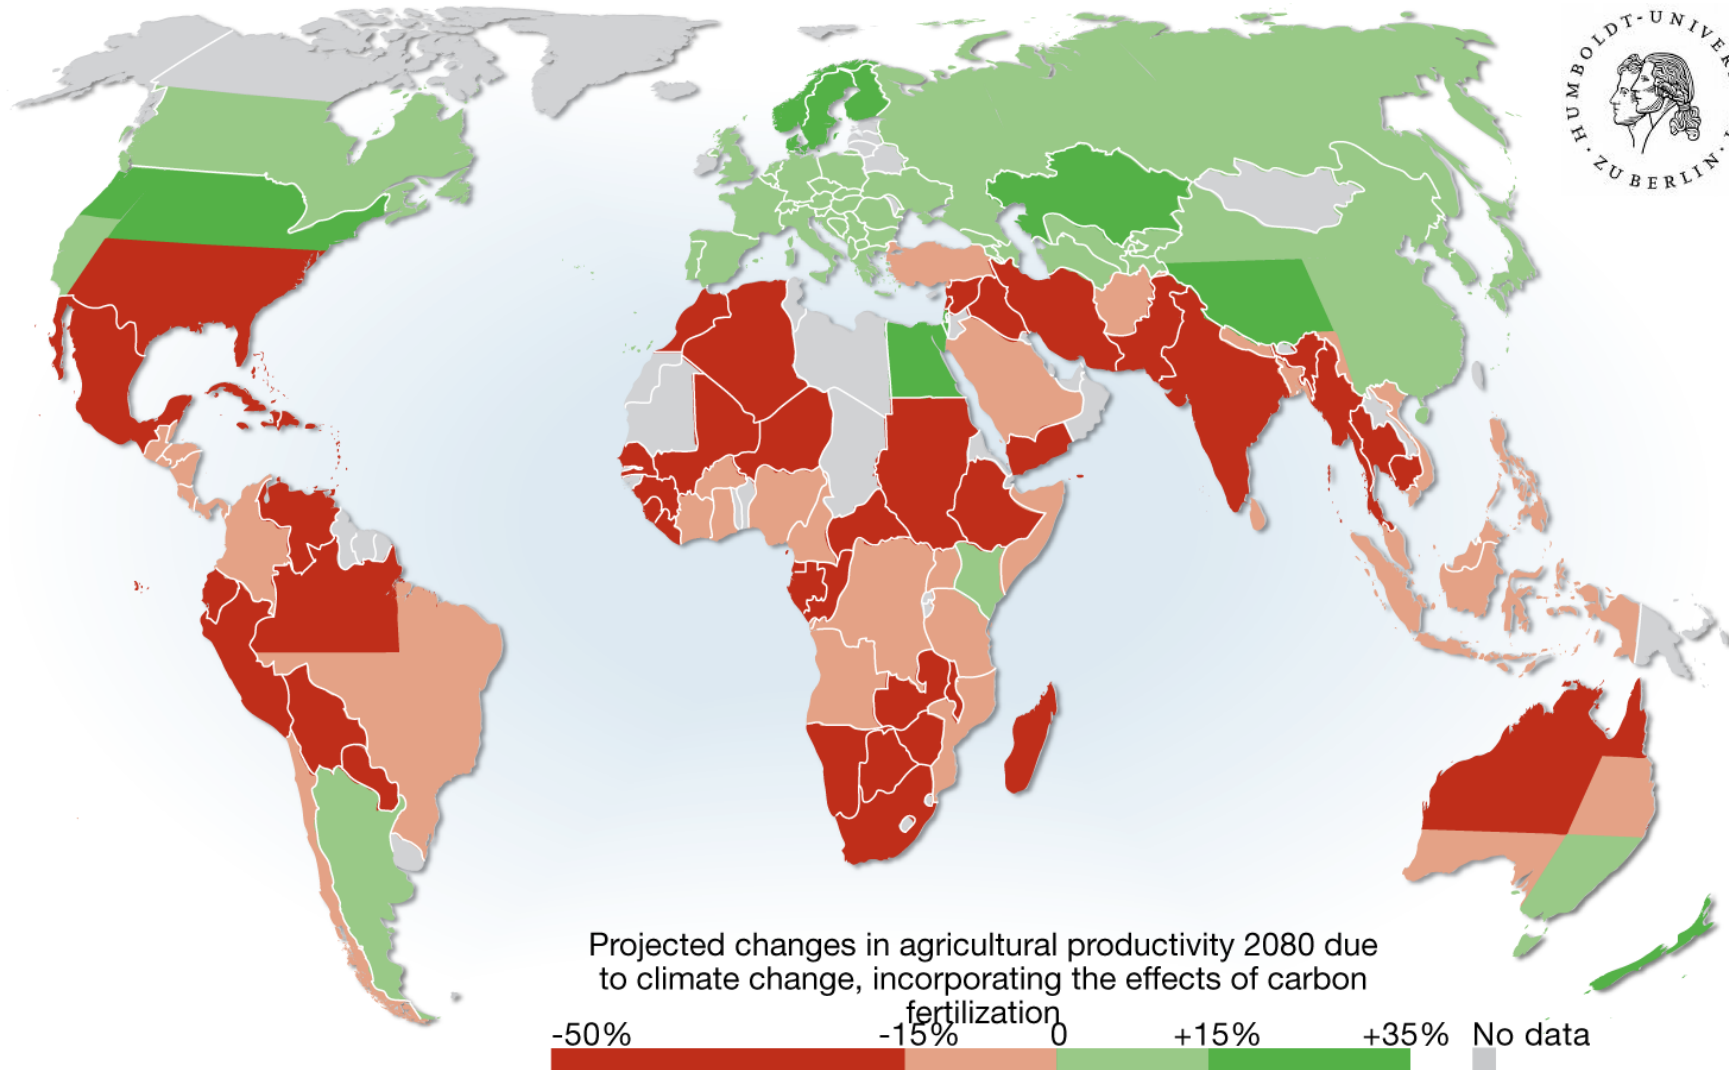 HUMBOLDT-UNIVER
ZU BERLIN
Projected changes in agricultural productivity 2080 due
to climate change, incorporating the effects of carbon
fertilization
-50% -15% 0 +15% +35% No data